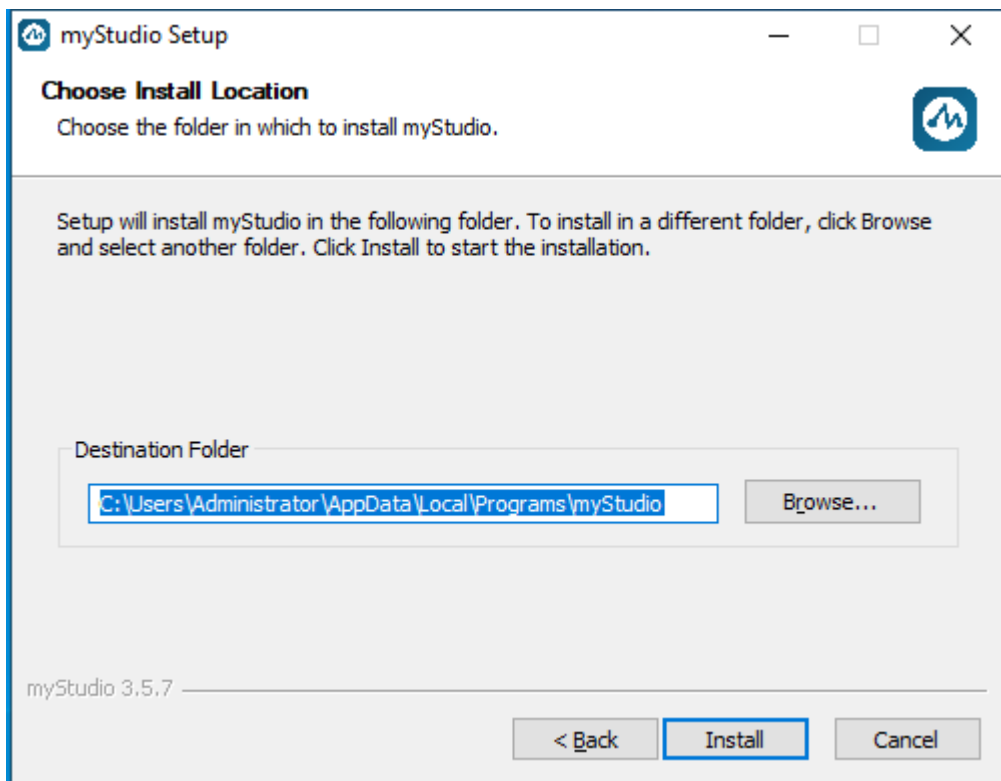 myStudio Setup
Choose Install Location
Choose the folder in which to install myStudio.
Setup will install myStudio in the following folder. To install in a different folder, click Browse
and select another folder. Click Install to start the installation.
Destination Folder
C:\Users\Administrator\AppData\Local\Programs\myStudio
Browse...
myStudio 3.5.7
< Back
Install
Cancel